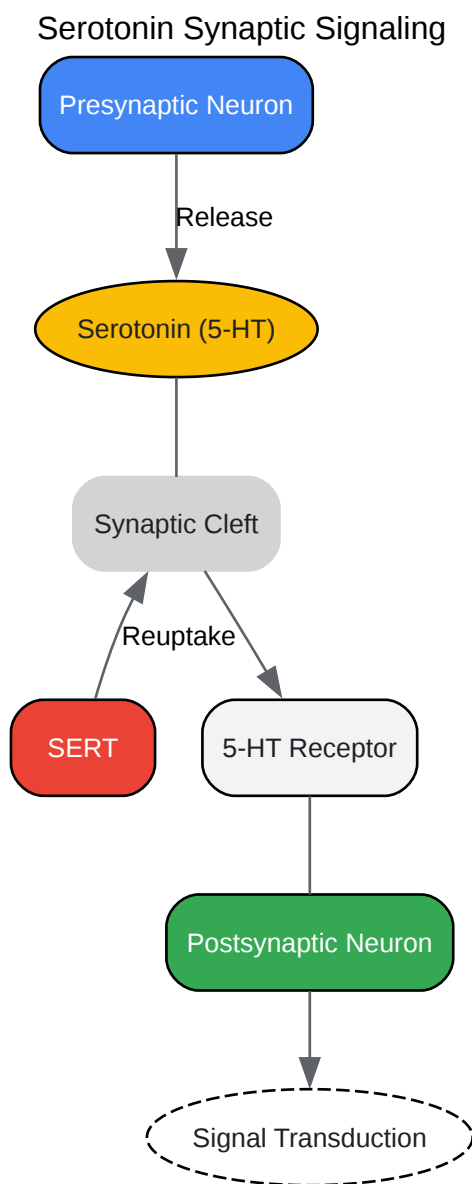 Serotonin Synaptic Signaling
Presynaptic Neuron
Release
Serotonin (5-HT)
Synaptic Cleft
Reuptake
SERT
5-HT Receptor
Postsynaptic Neuron
Signal Transduction